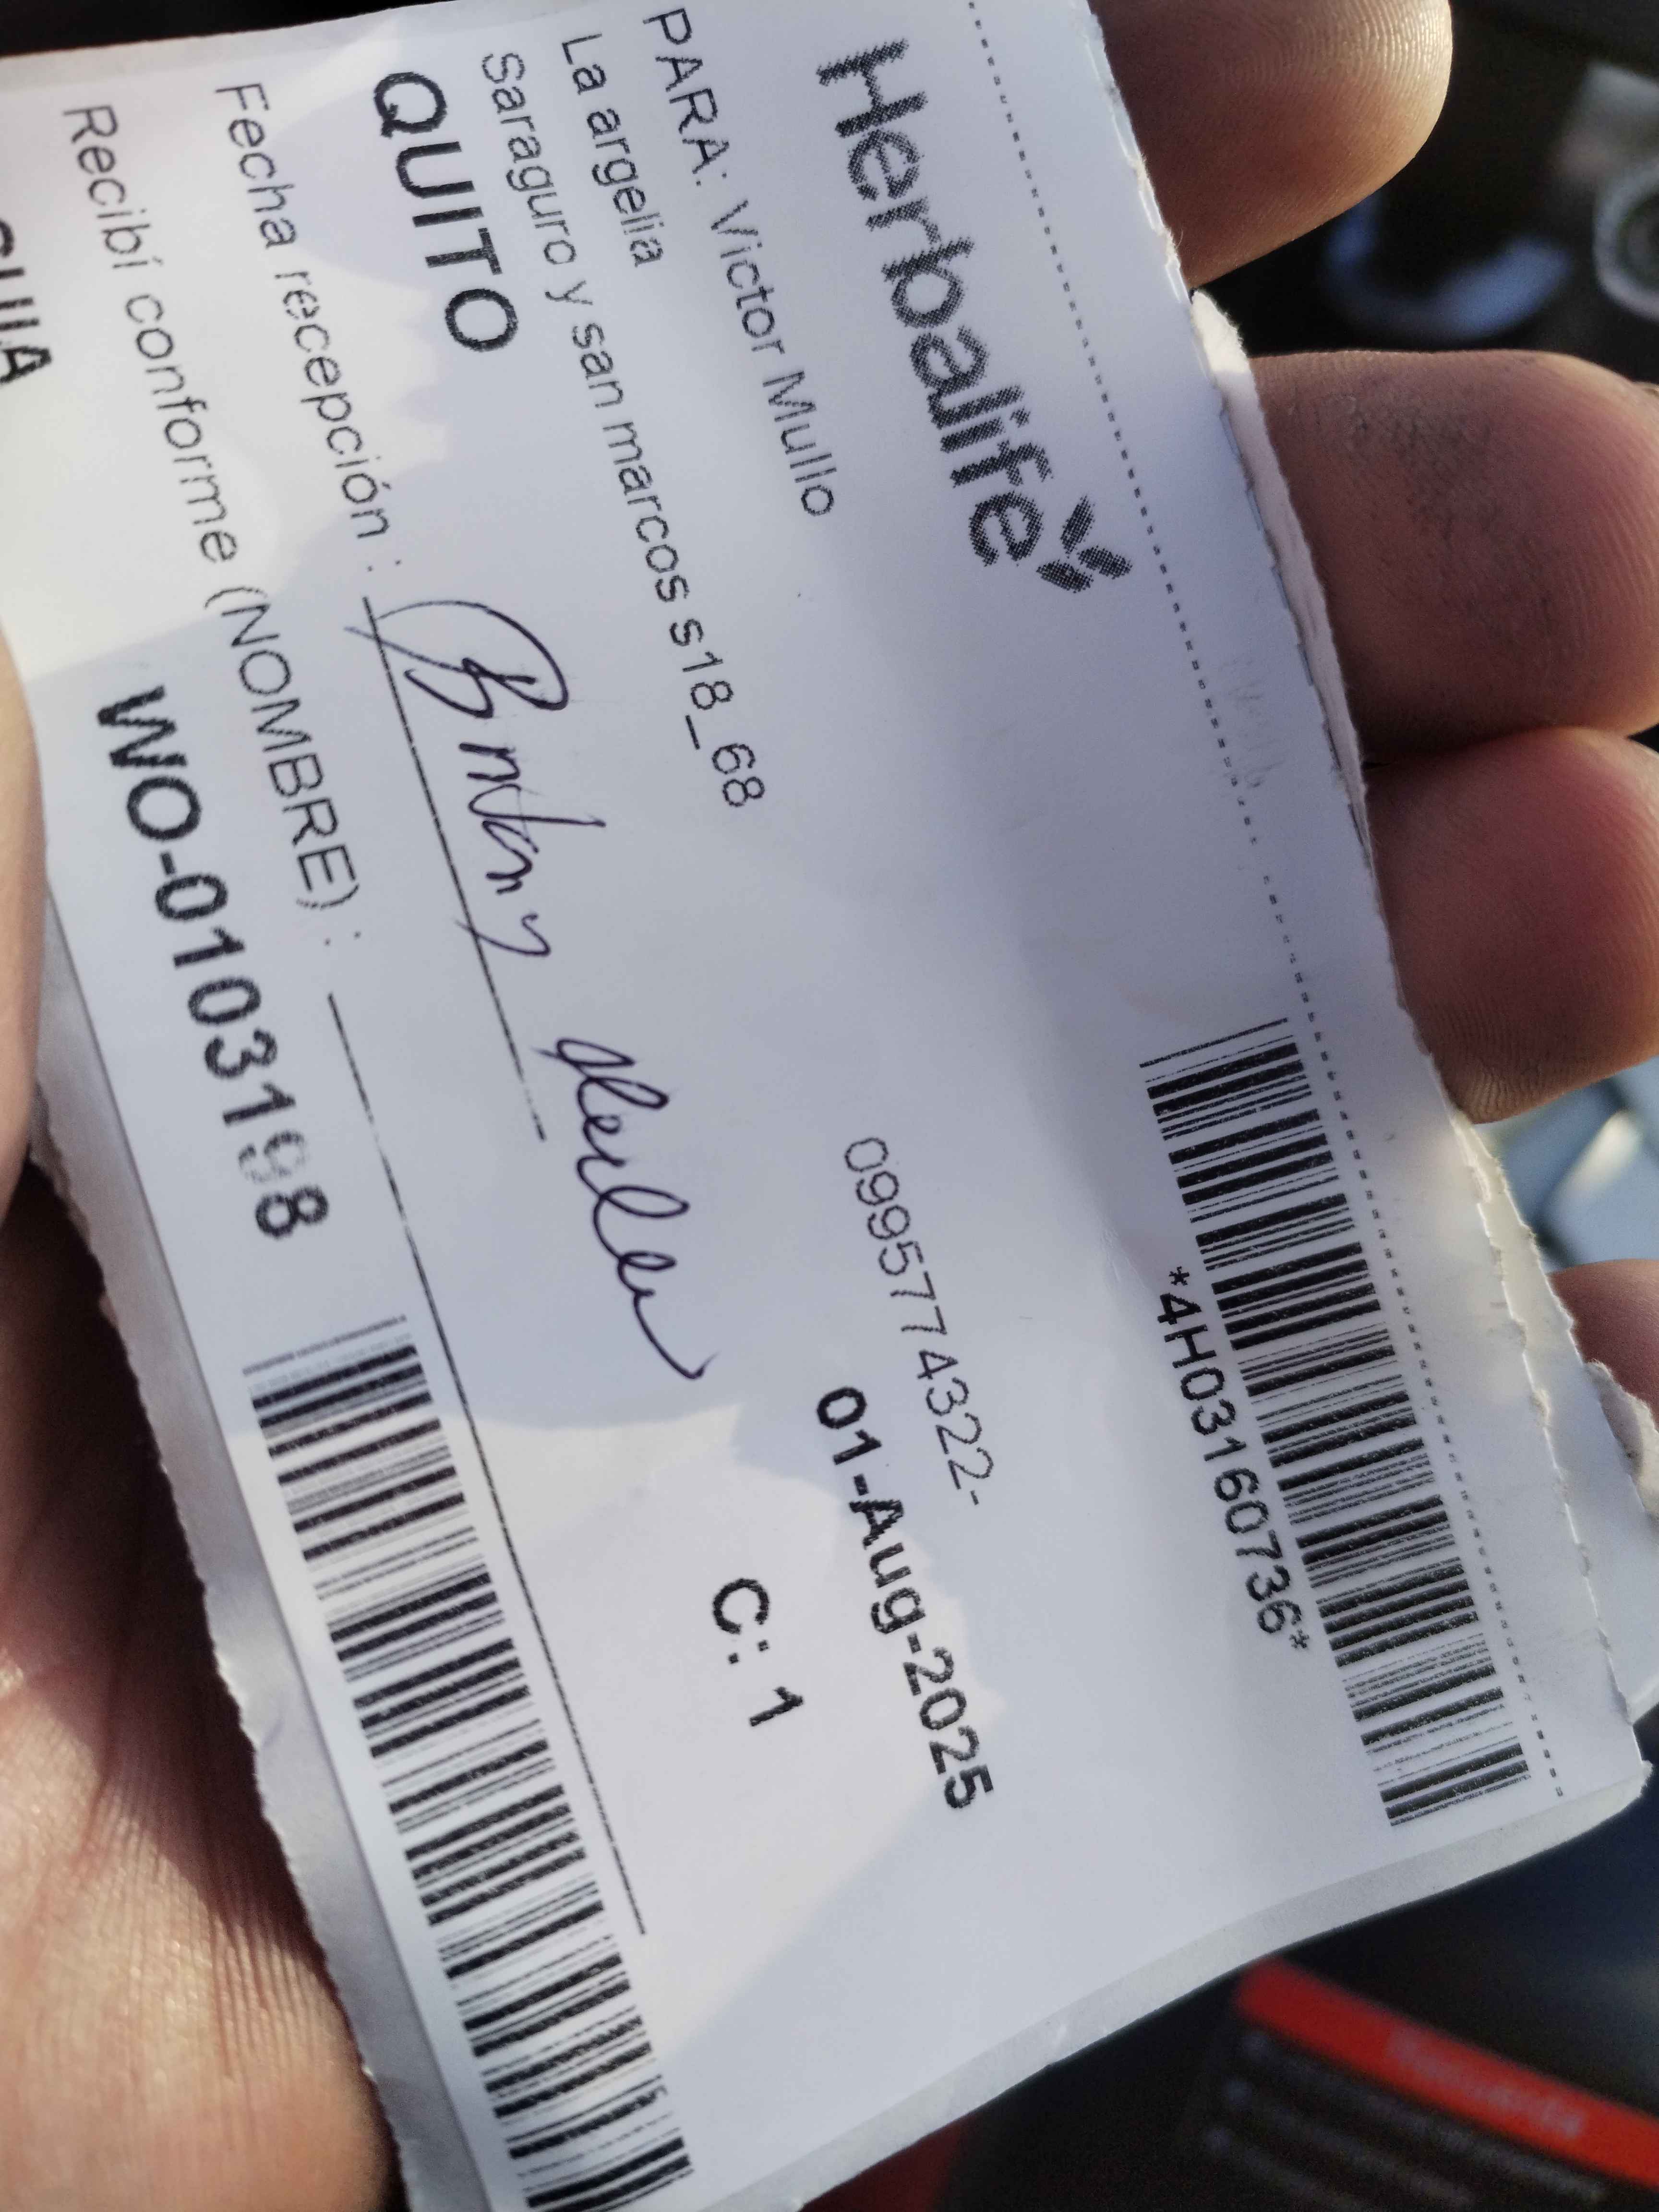 Herbalife
*4H03160736*
PARA: Victor Mullo
0995774322-
La argelia
Saraguro y san marcos s18_68
01-Aug-2025
QUITO
C: 1
Fecha recepción :
Recibí conforme (NOMBRE) :
WO-0103198